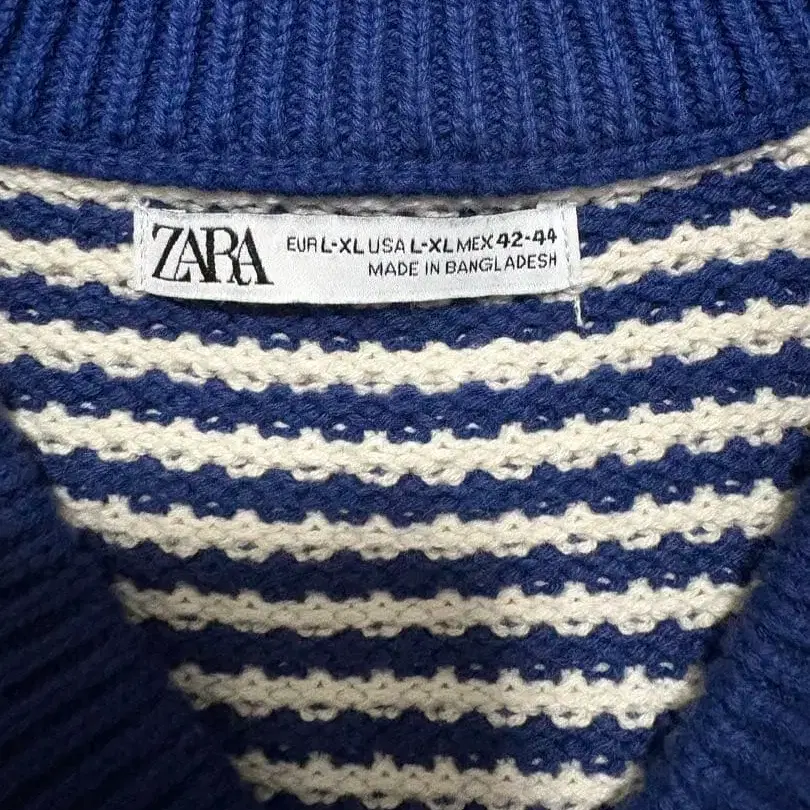 ZARA
EUR L-XL USA L-XL MEX 42-44
MADE IN BANGLADESH